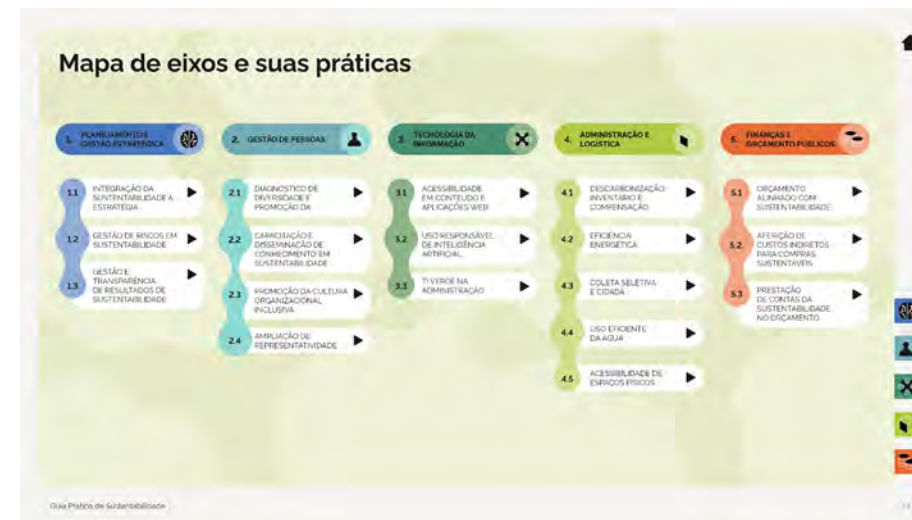 Mapa de eixos e suas práticas
1. PLANEJAMENTO E
GESTÃO ESTRATÉGICA
1.1 INTEGRAÇÃO DA
SUSTENTABILIDADE À
ESTRATÉGIA
1.2 GESTÃO DE RISCOS EM
SUSTENTABILIDADE
1.3 GESTÃO E
TRANSPARÊNCIA
DE RESULTADOS DE
SUSTENTABILIDADE
2. GESTÃO DE PESSOAS
2.1 DIAGNÓSTICO DE
DIVERSIDADE E
PROMOÇÃO DA
2.2 CAPACITAÇÃO E
DISSEMINAÇÃO DE
CONHECIMENTO EM
SUSTENTABILIDADE
2.3 PROMOÇÃO DA CULTURA
ORGANIZACIONAL
INCLUSIVA
2.4 AMPLIAÇÃO DE
REPRESENTATIVIDADE
3. TECNOLOGIA DA
INFORMAÇÃO
3.1 ACESSIBILIDADE
EM CONTEÚDO E
APLICAÇÕES WEB
3.2 USO RESPONSÁVEL
DE INTELIGÊNCIA
ARTIFICIAL
3.3 TI VERDE NA
ADMINISTRAÇÃO
4. ADMINISTRAÇÃO E
LOGÍSTICA
4.1 DESCARBONIZAÇÃO:
INVENTÁRIO E
COMPENSAÇÃO
4.2 EFICIÊNCIA
ENERGÉTICA
4.3 COLETA SELETIVA
E CIDADÃ
4.4 USO EFICIENTE
DA ÁGUA
4.5 ACESSIBILIDADE DE
ESPAÇOS FÍSICOS
5. FINANÇAS E
ORÇAMENTO PÚBLICOS
5.1 ORÇAMENTO
ALINHADO COM
SUSTENTABILIDADE
5.2. AFERIÇÃO DE
CUSTOS INDIRETOS
PARA COMPRAS
SUSTENTÁVEIS
5.3 PRESTAÇÃO
DE CONTAS DA
SUSTENTABILIDADE
NO ORÇAMENTO
Guia Prático de Sustentabilidade